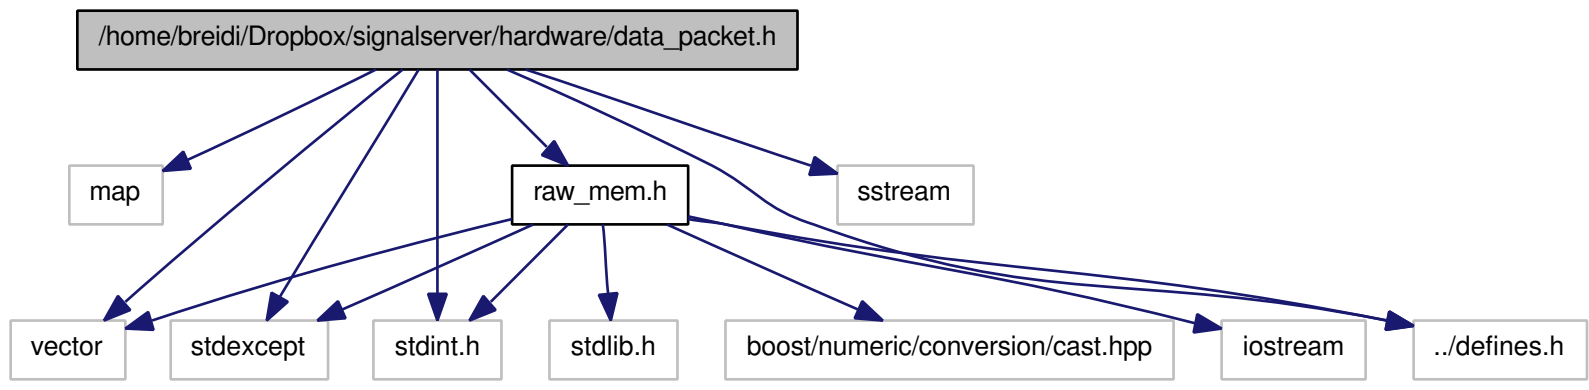 /home/breidi/Dropbox/signalserver/hardware/data_packet.h
map
raw_mem.h
sstream
vector
stdexcept
stdint.h
stdlib.h
boost/numeric/conversion/cast.hpp
iostream
../defines.h